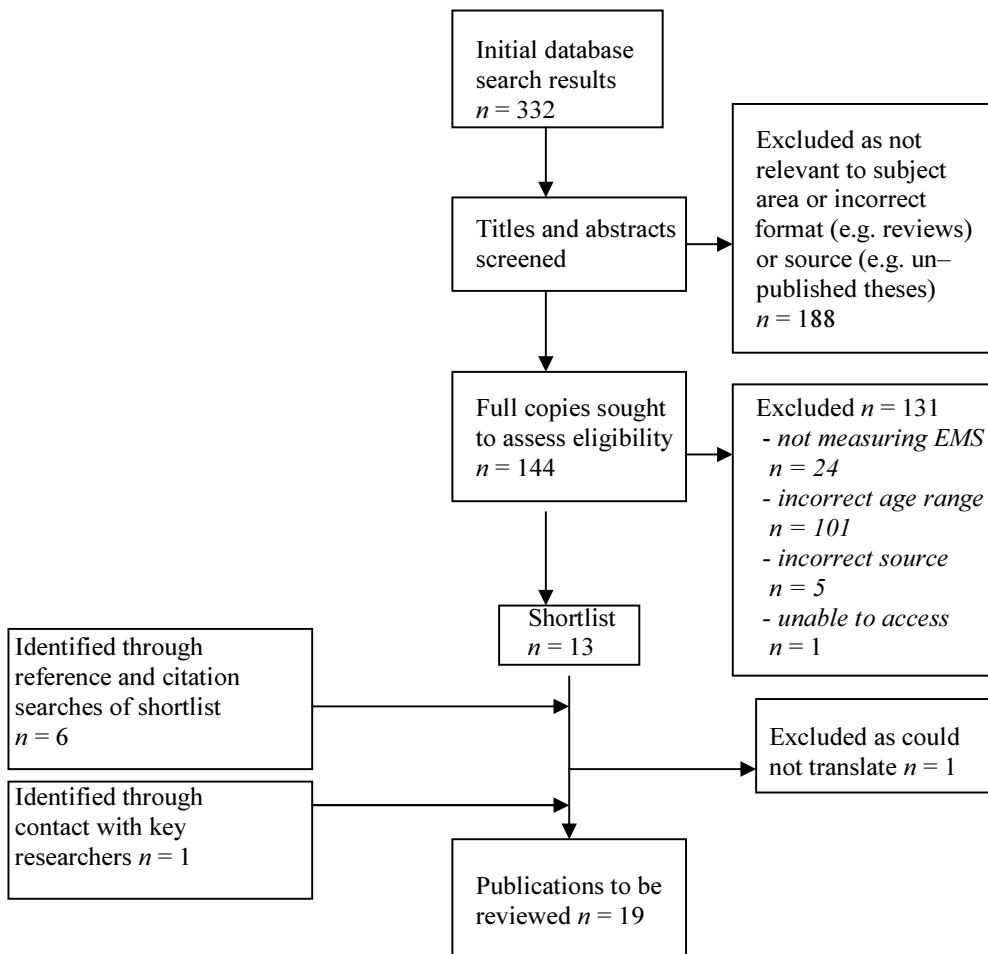 Initial database
search results
n = 332
Excluded as not
relevant to subject
area or incorrect
format (e.g. reviews)
or source (e.g. un–
published theses)
n = 188
Titles and abstracts
screened
Full copies sought
to assess eligibility
n = 144
Excluded n = 131
- not measuring EMS
n = 24
- incorrect age range
n = 101
- incorrect source
n = 5
- unable to access
n = 1
Shortlist
n = 13
Identified through
reference and citation
searches of shortlist
n = 6
Excluded as could
not translate n = 1
Identified through
contact with key
researchers n = 1
Publications to be
reviewed n = 19